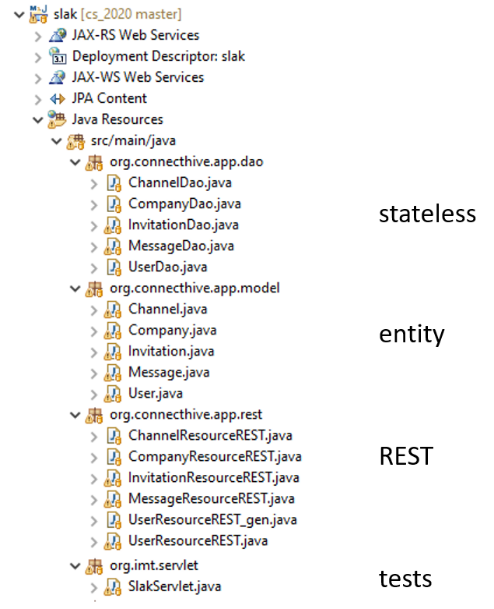 slak [cs_2020 master]
JAX-RS Web Services
3.1 Deployment Descriptor: slak
JAX-WS Web Services
JPA Content
Java Resources
src/main/java
org.connecthive.app.dao
ChannelDao.java
CompanyDao.java
stateless
InvitationDao.java
MessageDao.java
UserDao.java
org.connecthive.app.model
Channel.java
Company.java
entity
Invitation.java
Message.java
User.java
org.connecthive.app.rest
ChannelResourceREST.java
CompanyResourceREST.java
REST
InvitationResourceREST.java
MessageResourceREST.java
UserResourceREST_gen.java
UserResourceREST.java
org.imt.servlet
tests
SlakServlet.java